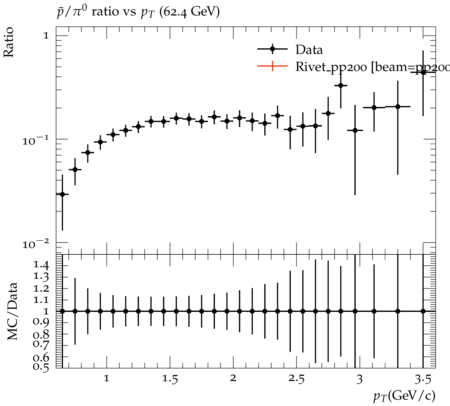 p̄/π⁰ ratio vs p_T (62.4 GeV)
Ratio
1
Data
Rivet_pp200 [beam=pp200
10⁻¹
10⁻²
MC/Data
1.4
1.3
1.2
1.1
1
0.9
0.8
0.7
0.6
0.5
1 1.5 2 2.5 3 3.5
p_T(GeV/c)